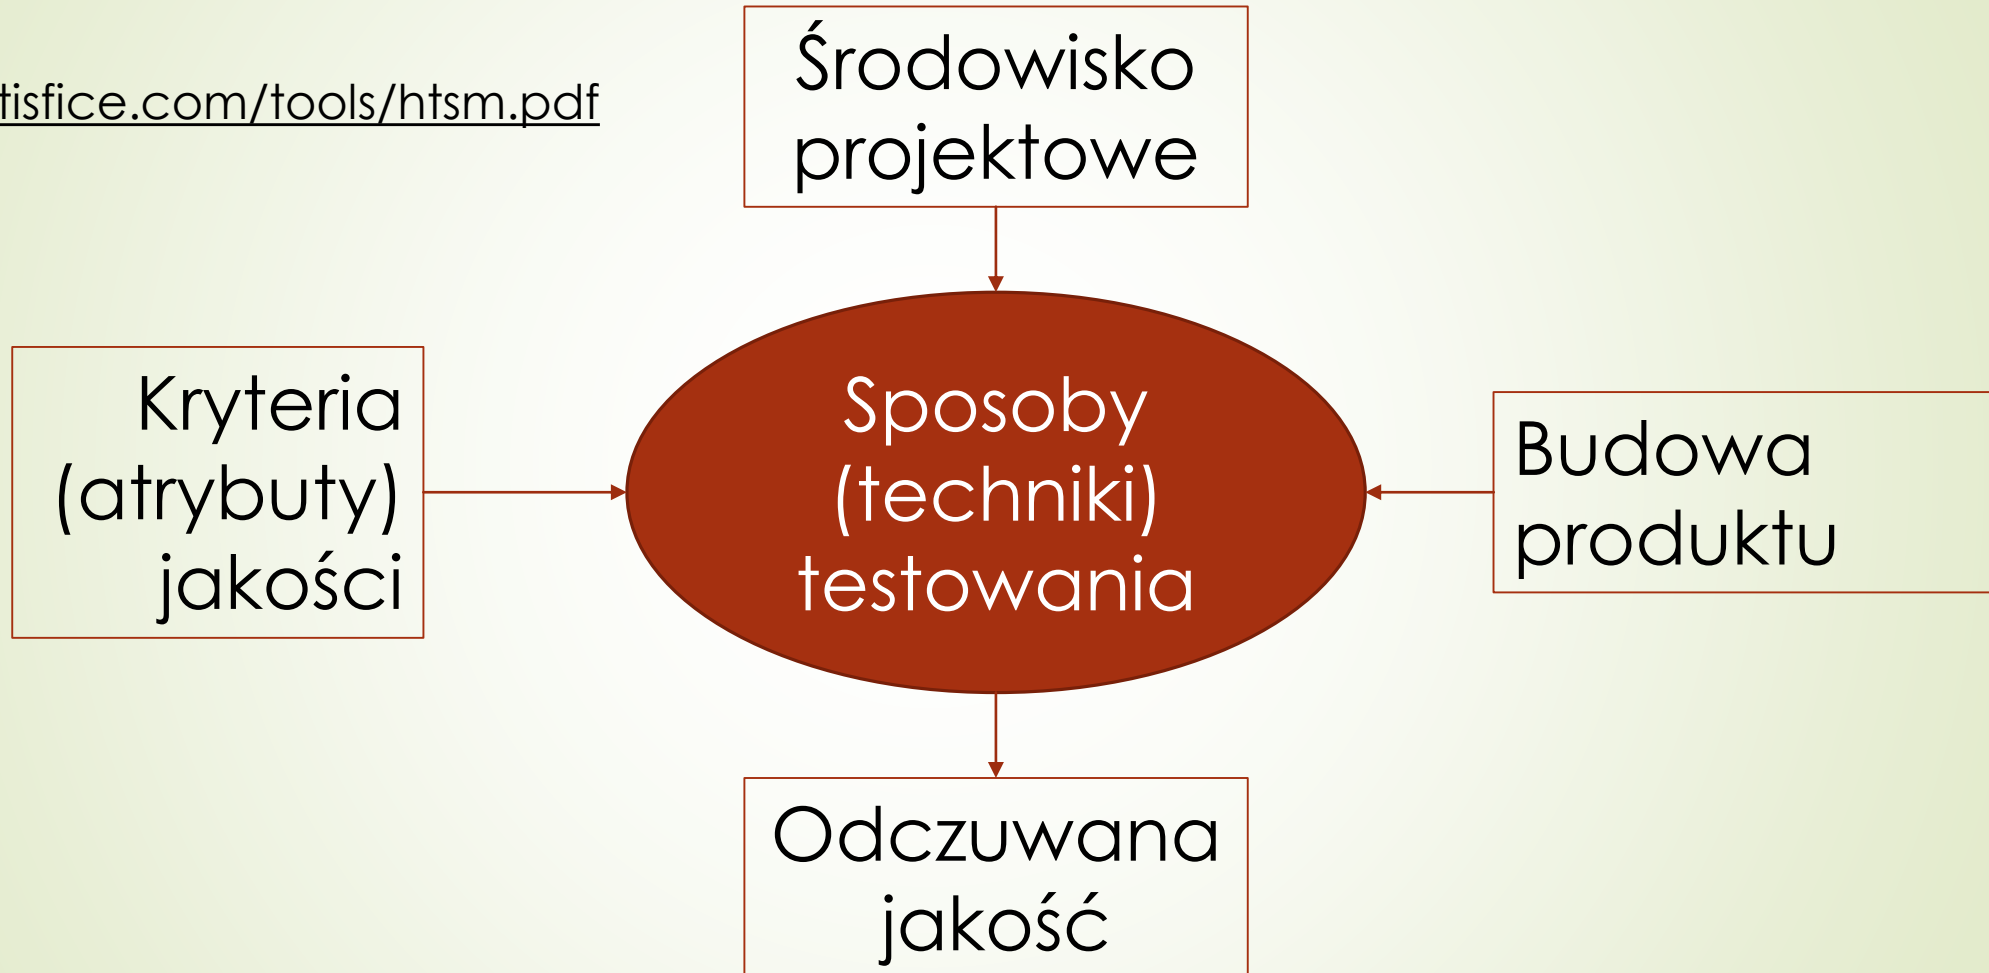 Środowisko
projektowe
tisfice.com/tools/htsm.pdf
Kryteria
(atrybuty)
jakości
Sposoby
(techniki)
testowania
Budowa
produktu
Odczuwana
jakość